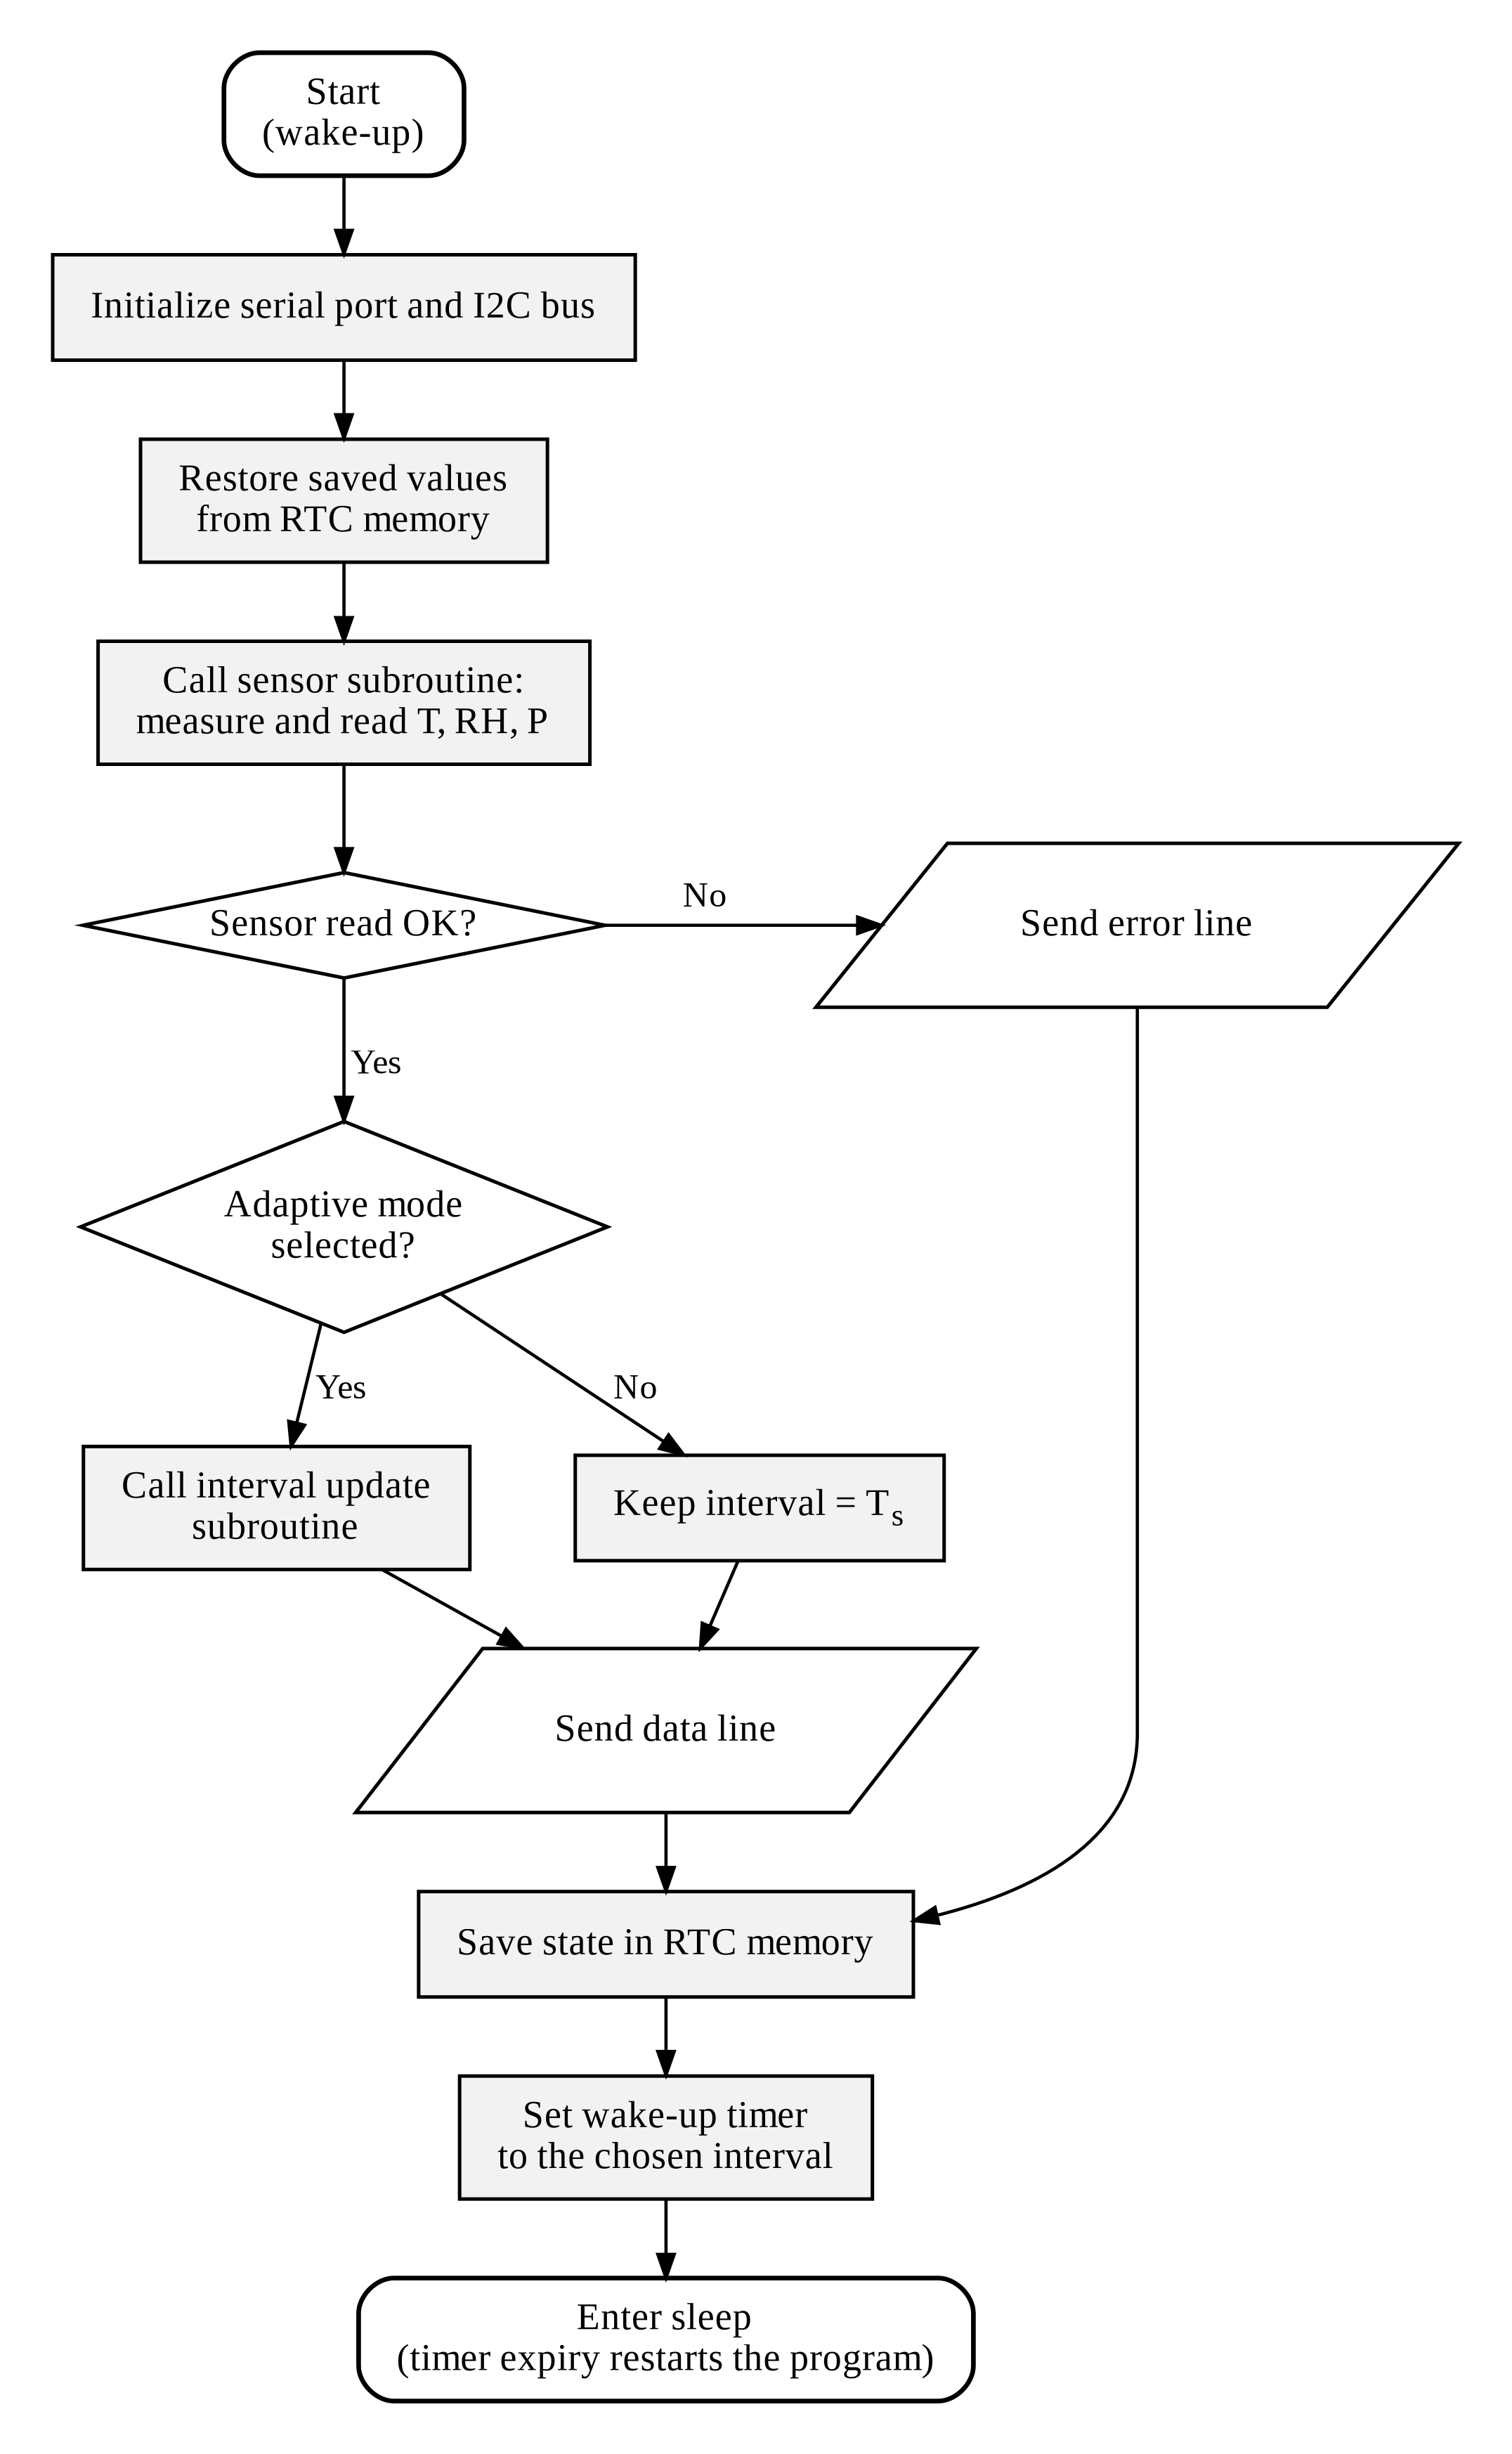 Start
(wake-up)
Initialize serial port and I2C bus
Restore saved values
from RTC memory
Call sensor subroutine:
measure and read T, RH, P
Sensor read OK?
No
Send error line
Yes
Adaptive mode
selected?
Yes
No
Call interval update
subroutine
Keep interval = Ts
Send data line
Save state in RTC memory
Set wake-up timer
to the chosen interval
Enter sleep
(timer expiry restarts the program)